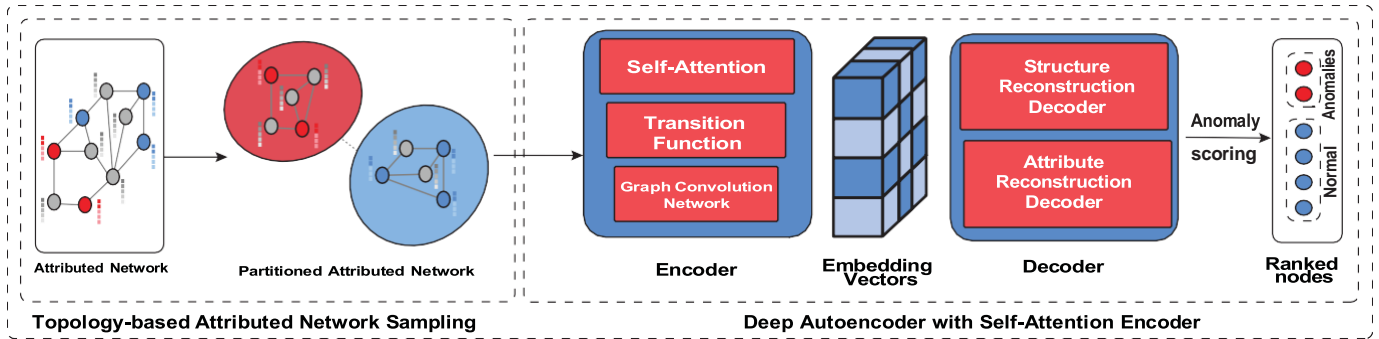 Attributed Network
Partitioned Attributed Network
Topology-based Attributed Network Sampling
Self-Attention
Transition
Function
Graph Convolution
Network
Encoder
Embedding
Vectors
Structure
Reconstruction
Decoder
Attribute
Reconstruction
Decoder
Decoder
Anomaly
scoring
Anomalies
Normal
Ranked
nodes
Deep Autoencoder with Self-Attention Encoder